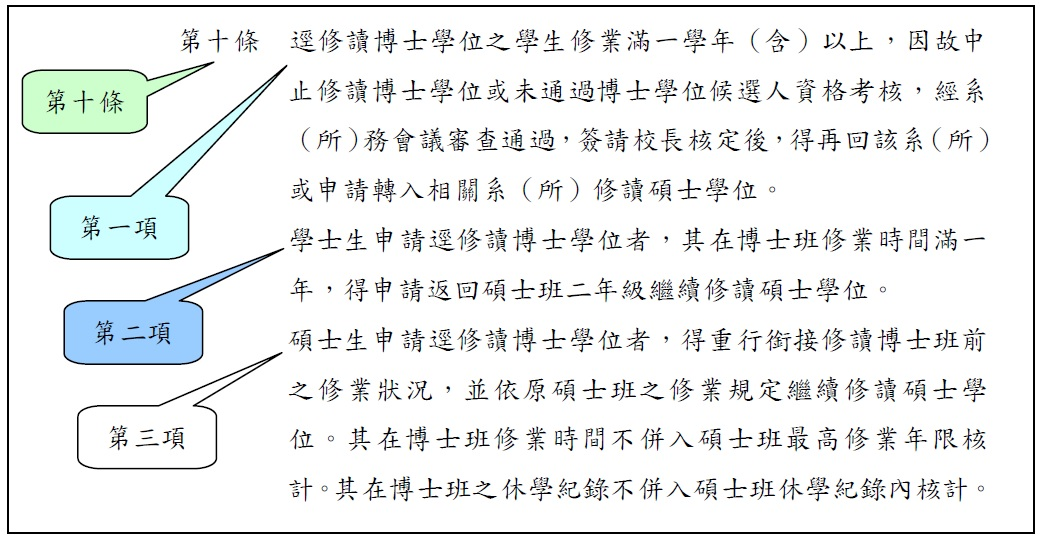 第十條 逕修讀博士學位之學生修業滿一學年（含）以上，因故中
第十條
止修讀博士學位或未通過博士學位候選人資格考核，經系
（所）務會議審查通過，簽請校長核定後，得再回該系（所）
或申請轉入相關系（所）修讀碩士學位。
第一項
學士生申請逕修讀博士學位者，其在博士班修業時間滿一
年，得申請返回碩士班二年級繼續修讀碩士學位。
第二項
碩士生申請逕修讀博士學位者，得重行銜接修讀博士班前
之修業狀況，並依原碩士班之修業規定繼續修讀碩士學
第三項
位。其在博士班修業時間不併入碩士班最高修業年限核
計。其在博士班之休學紀錄不併入碩士班休學紀錄內核計。